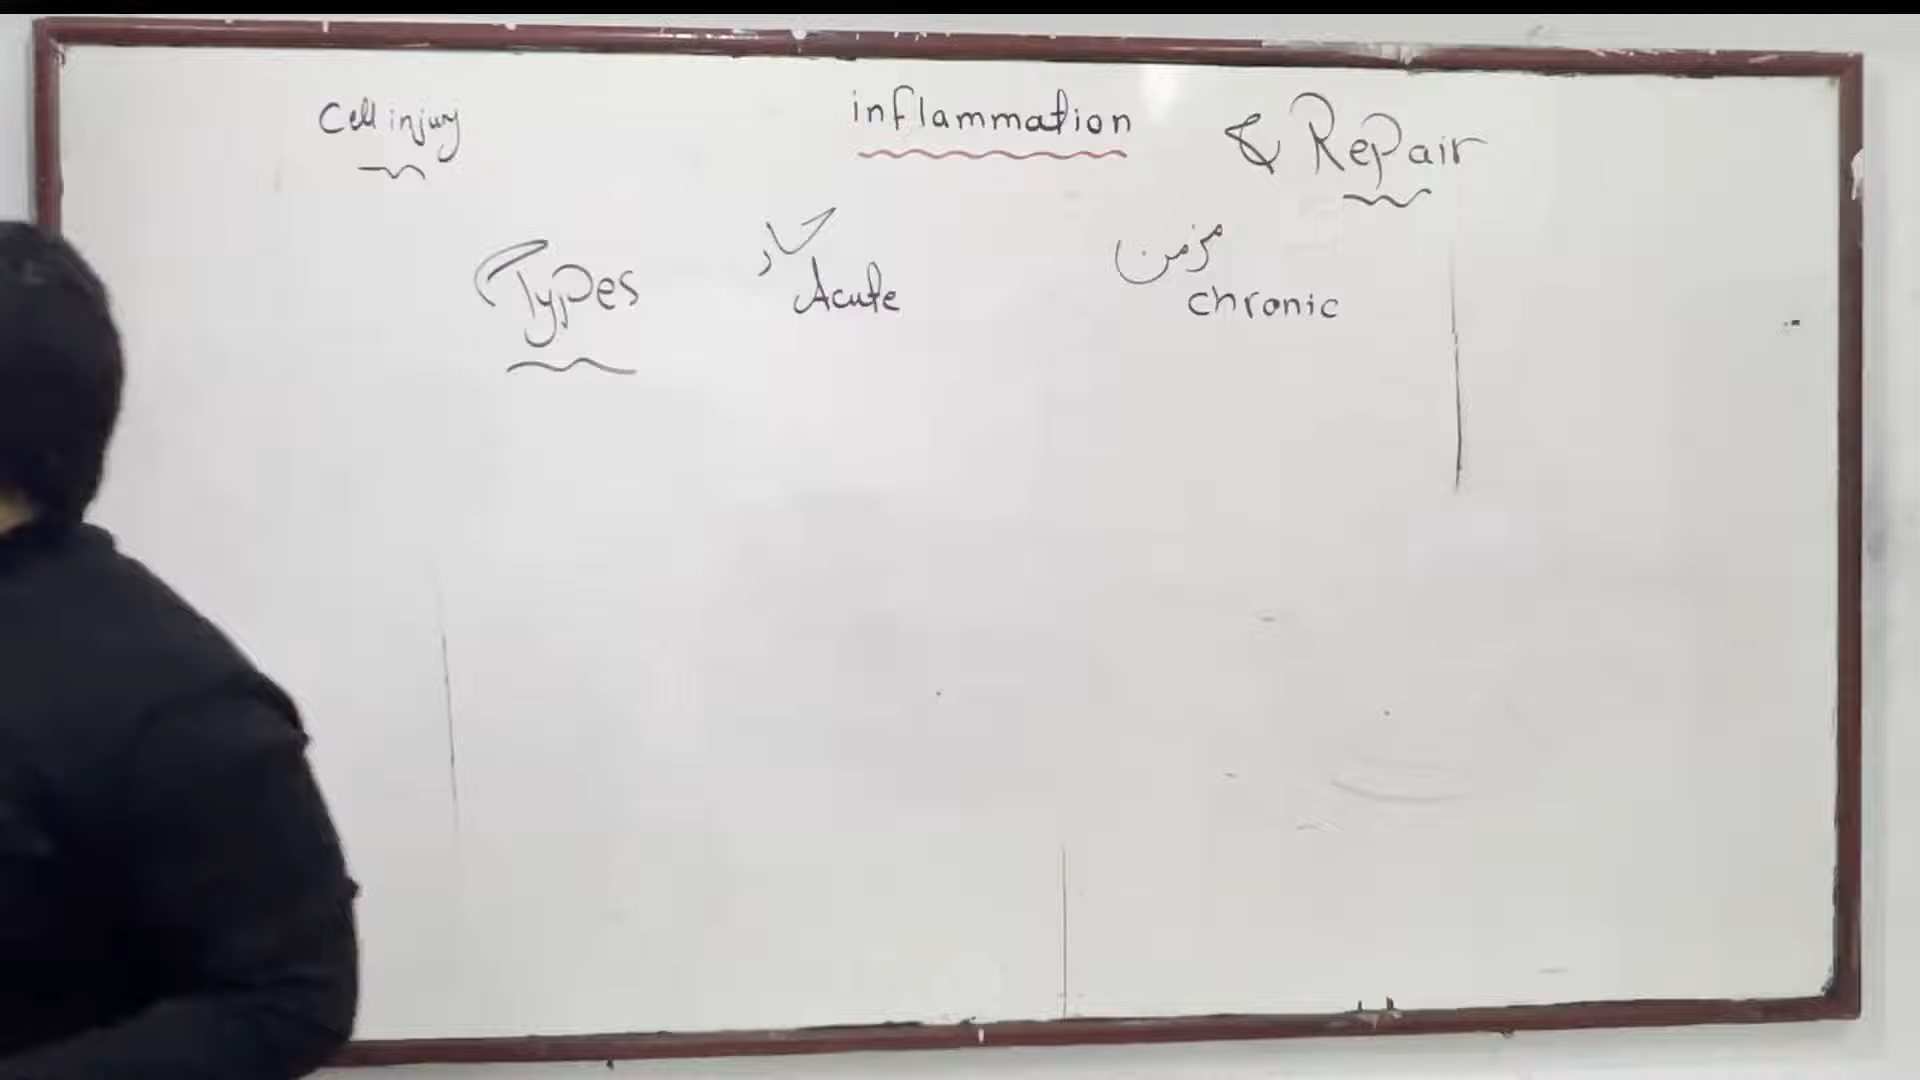 Cell injury inflammation & Repair
حاد مزمن
Types Acute chronic